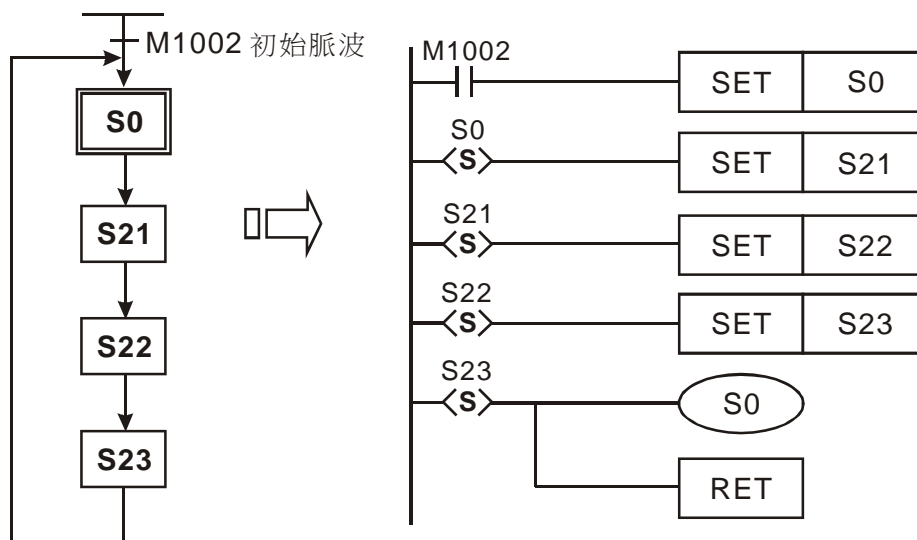 M1002 初始脈波
S0
S21
S22
S23
M1002
SET S0
S0
S
SET S21
S21
S
SET S22
S22
S
SET S23
S23
S
S0
RET